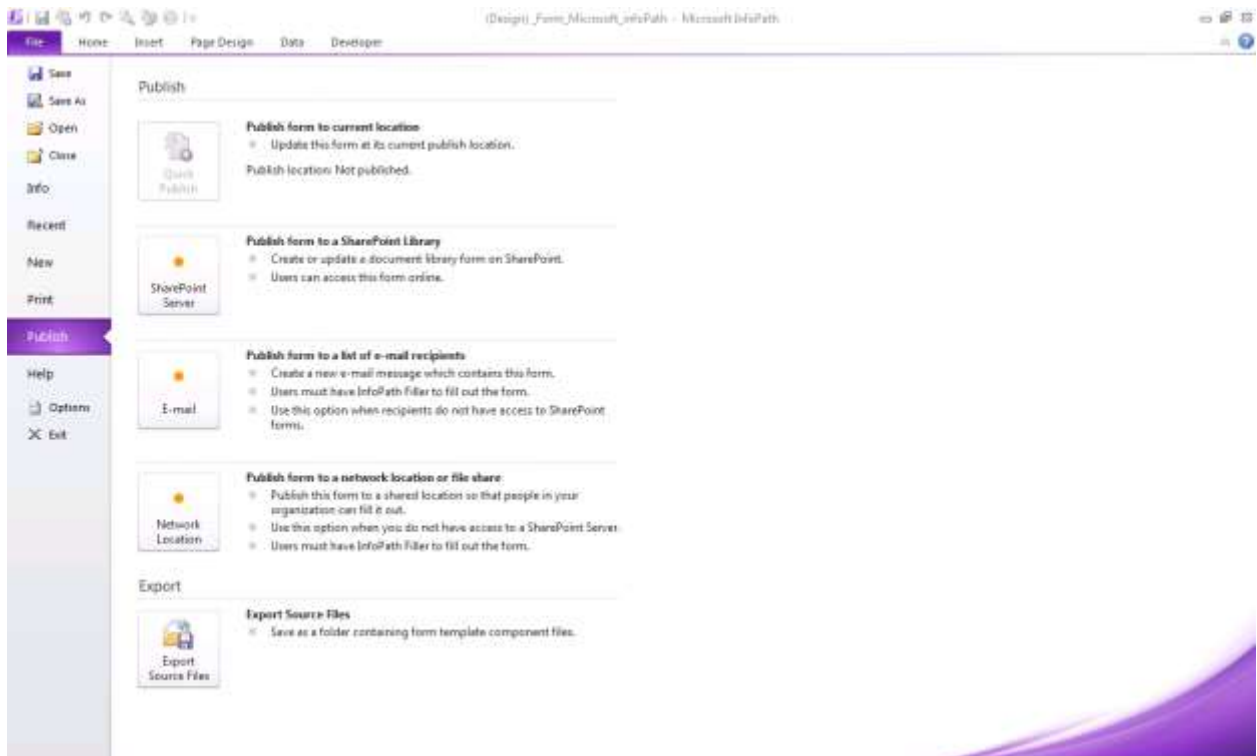 (Design) _Form_Microsoft_infoPath - Microsoft InfoPath
File Home Insert Page Design Data Developer
Save
Save As
Open
Close
Info
Recent
New
Print
Publish
Help
Options
Exit
Publish
Quick
Publish
Publish form to current location
Update this form at its current publish location.
Publish location: Not published.
SharePoint
Server
Publish form to a SharePoint Library
Create or update a document library form on SharePoint.
Users can access this form online.
E-mail
Publish form to a list of e-mail recipients
Create a new e-mail message which contains this form.
Users must have InfoPath Filler to fill out the form.
Use this option when recipients do not have access to SharePoint
forms.
Network
Location
Publish form to a network location or file share
Publish this form to a shared location so that people in your
organization can fill it out.
Use this option when you do not have access to a SharePoint Server.
Users must have InfoPath Filler to fill out the form.
Export
Export
Source Files
Export Source Files
Save as a folder containing form template component files.